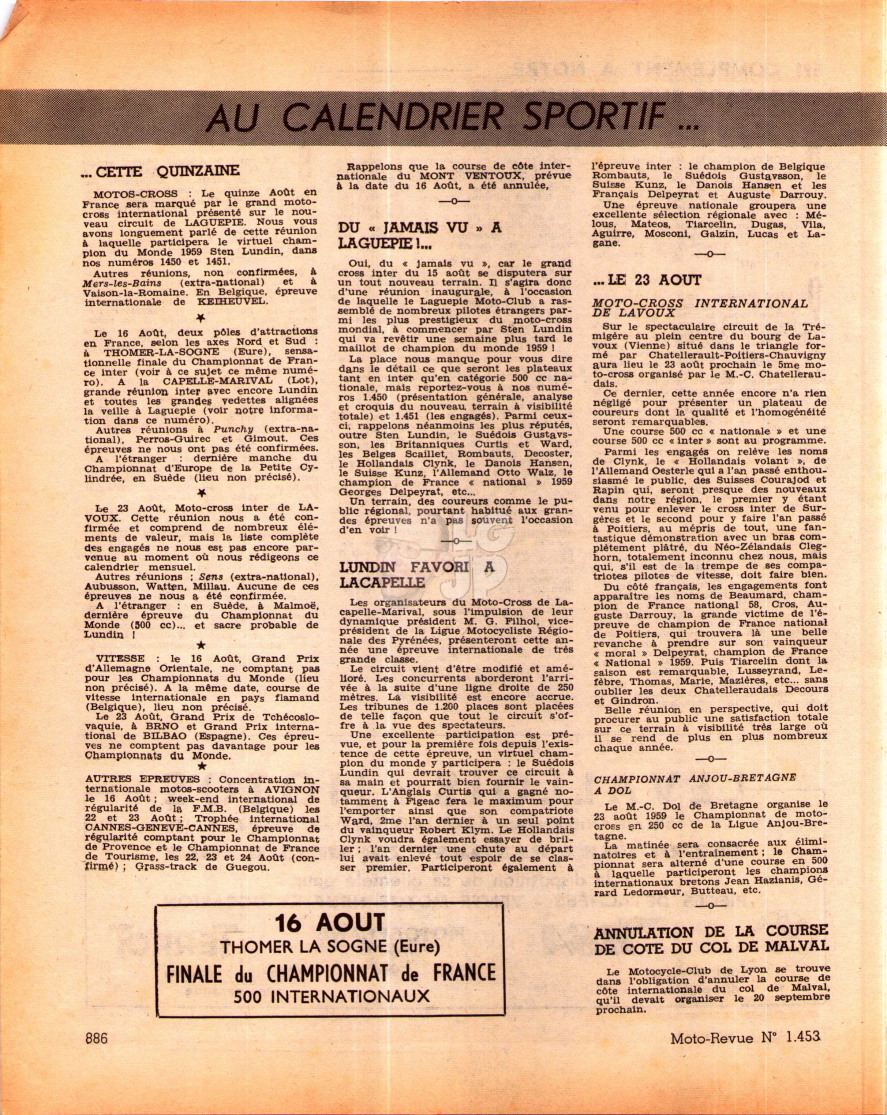 AU CALENDRIER SPORTIF ...
... CETTE QUINZAINE
MOTOS-CROSS : Le quinze Août en
France sera marqué par le grand moto-
cross international présenté sur le nou-
veau circuit de LAGUEPIE. Nous vous
avons longuement parlé de cette réunion
à laquelle participera le virtuel cham-
pion du Monde 1959 Sten Lundin, dans
nos numéros 1450 et 1451.
Autres réunions, non confirmées, à
Mers-les-Bains (extra-national) et à
Vaison-la-Romaine. En Belgique, épreuve
internationale de KEIHEUVEL.
★
Le 16 Août, deux pôles d'attractions
en France, selon les axes Nord et Sud :
à THOMER-LA-SOGNE (Eure), sensa-
tionnelle finale du Championnat de Fran-
ce inter (voir à ce sujet ce même numé-
ro). A la CAPELLE-MARIVAL (Lot),
grande réunion inter avec encore Lundin
et toutes les grandes vedettes alignées
la veille à Laguepie (voir notre informa-
tion dans ce numéro).
Autres réunions à Punchy (extra-na-
tional), Perros-Guirec et Gimout. Ces
épreuves ne nous ont pas été confirmées.
A l'étranger : dernière manche du
Championnat d'Europe de la Petite Cy-
lindrée, en Suède (lieu non précisé).
★
Le 23 Août, Moto-cross inter de LA-
VOUX. Cette réunion nous a été con-
firmée et comprend de nombreux élé-
ments de valeur, mais la liste complète
des engagés ne nous est pas encore par-
venue au moment où nous rédigeons ce
calendrier mensuel.
Autres réunions : Sens (extra-national),
Aubusson, Watten, Millau. Aucune de ces
épreuves ne nous a été confirmée.
A l'étranger : en Suède, à Malmoë,
dernière épreuve du Championnat du
Monde (500 cc)... et sacre probable de
Lundin !
★
VITESSE : le 16 Août, Grand Prix
d'Allemagne Orientale, ne comptant pas
pour les Championnats du Monde (lieu
non précisé). A la même date, course de
vitesse internationale en pays flamand
(Belgique), lieu non précisé.
Le 23 Août, Grand Prix de Tchécoslo-
vaquie, à BRNO et Grand Prix interna-
tional de BILBAO (Espagne). Ces épreu-
ves ne comptent pas davantage pour les
Championnats du Monde.
★
AUTRES EPREUVES : Concentration in-
ternationale motos-scooters à AVIGNON
le 16 Août ; week-end international de
régularité de la F.M.B. (Belgique) les
22 et 23 Août ; Trophée international
CANNES-GENEVE-CANNES, épreuve de
régularité comptant pour le Championnat
de Provence et le Championnat de France
de Tourisme, les 22, 23 et 24 Août (con-
firmé) ; Grass-track de Guegou.
Rappelons que la course de côte inter-
nationale du MONT VENTOUX, prévue
à la date du 16 Août, a été annulée,
—o—
DU « JAMAIS VU » A
LAGUEPIE !...
Oui, du « jamais vu », car le grand
cross inter du 15 août se disputera sur
un tout nouveau terrain. Il s'agira donc
d'une réunion inaugurale, à l'occasion
de laquelle le Laguepie Moto-Club a ras-
semblé de nombreux pilotes étrangers par-
mi les plus prestigieux du moto-cross
mondial, à commencer par Sten Lundin
qui va revêtir une semaine plus tard le
maillot de champion du monde 1959 !
La place nous manque pour vous dire
dans le détail ce que seront les plateaux
tant en inter qu'en catégorie 500 cc na-
tionale, mais reportez-vous à nos numé-
ros 1.450 (présentation générale, analyse
et croquis du nouveau terrain à visibilité
totale) et 1.451 (les engagés). Parmi ceux-
ci, rappelons néanmoins les plus réputés,
outre Sten Lundin, le Suédois Gustavs-
son, les Britanniques Curtis et Ward,
les Belges Scaillet, Rombauts, Decoster,
le Hollandais Clynk, le Danois Hansen,
le Suisse Kunz, l'Allemand Otto Walz, le
champion de France « national » 1959
Georges Delpeyrat, etc...
Un terrain, des coureurs comme le pu-
blic régional, pourtant habitué aux gran-
des épreuves n'a pas souvent l'occasion
d'en voir !
—o—
LUNDIN FAVORI A
LACAPELLE
Les organisateurs du Moto-Cross de La-
capelle-Marival, sous l'impulsion de leur
dynamique président M. G. Filhol, vice-
président de la Ligue Motocycliste Régio-
nale des Pyrénées, présenteront cette an-
née une épreuve internationale de très
grande classe.
Le circuit vient d'être modifié et amé-
lioré. Les concurrents aborderont l'arri-
vée à la suite d'une ligne droite de 250
mètres. La visibilité est encore accrue.
Les tribunes de 1.200 places sont placées
de telle façon que tout le circuit s'of-
fre à la vue des spectateurs.
Une excellente participation est pré-
vue, et pour la première fois depuis l'exis-
tence de cette épreuve, un virtuel cham-
pion du monde y participera : le Suédois
Lundin qui devrait trouver ce circuit à
sa main et pourrait bien fournir le vain-
queur. L'Anglais Curtis qui a gagné no-
tamment à Figeac fera le maximum pour
l'emporter ainsi que son compatriote
Ward, 2me l'an dernier à un seul point
du vainqueur Robert Klym. Le Hollandais
Clynk voudra également essayer de bril-
ler ; l'an dernier une chute au départ
lui avait enlevé tout espoir de se clas-
ser premier. Participeront également à
l'épreuve inter : le champion de Belgique
Rombauts, le Suédois Gustavsson, le
Suisse Kunz, le Danois Hansen et les
Français Delpeyrat et Auguste Darrouy.
Une épreuve nationale groupera une
excellente sélection régionale avec : Mé-
lous, Mateos, Tiarcelin, Dugas, Vila,
Aguirre, Mosconi, Galzin, Lucas et La-
gane.
—o—
... LE 23 AOUT
MOTO-CROSS INTERNATIONAL
DE LAVOUX
Sur le spectaculaire circuit de la Tré-
migère au plein centre du bourg de La-
voux (Vienne) situé dans le triangle for-
mé par Chatellerault-Poitiers-Chauvigny
aura lieu le 23 août prochain le 5me mo-
to-cross organisé par le M.-C. Chatellerau-
dais.
Ce dernier, cette année encore n'a rien
négligé pour présenter un plateau de
coureurs dont la qualité et l'homogénéité
seront remarquables.
Une course 500 cc « nationale » et une
course 500 cc « inter » sont au programme.
Parmi les engagés on relève les noms
de Clynk, le « Hollandais volant », de
l'Allemand Oesterle qui a l'an passé enthou-
siasmé le public, des Suisses Courajod et
Rapin qui, seront presque des nouveaux
dans notre région, le premier y étant
venu pour enlever le cross inter de Sur-
gères et le second pour y faire l'an passé
à Poitiers, au mépris de tout, une fan-
tastique démonstration avec un bras com-
plètement plâtré, du Néo-Zélandais Cleg-
horn, totalement inconnu chez nous, mais
qui, s'il est de la trempe de ses compa-
triotes pilotes de vitesse, doit faire bien.
Du côté français, les engagements font
apparaître les noms de Beaumard, cham-
pion de France national 58, Cros, Au-
guste Darrouy, la grande victime de l'é-
preuve de champion de France national
de Poitiers, qui trouvera là une belle
revanche à prendre sur son vainqueur
« moral » Delpeyrat, champion de France
« National » 1959. Puis Tiarcelin dont la
saison est remarquable, Lusseyrand, Le-
fèbre, Thomas, Marie, Mazières, etc... sans
oublier les deux Chatelleraudais Decours
et Gindron.
Belle réunion en perspective, qui doit
procurer au public une satisfaction totale
sur ce terrain à visibilité très large où
il se rend de plus en plus nombreux
chaque année.
—o—
CHAMPIONNAT ANJOU-BRETAGNE
A DOL
Le M.-C. Dol de Bretagne organise le
23 août 1959 le Championnat de moto-
cross en 250 cc de la Ligue Anjou-Bre-
tagne.
La matinée sera consacrée aux élimi-
natoires et à l'entrainement ; le Cham-
pionnat sera alterné d'une course en 500
à laquelle participeront les champions
internationaux bretons Jean Hazianis, Gé-
rard Ledormeur, Butteau, etc.
—o—
ANNULATION DE LA COURSE
DE COTE DU COL DE MALVAL
Le Motocycle-Club de Lyon se trouve
dans l'obligation d'annuler la course de
côte internationale du col de Malval,
qu'il devait organiser le 20 septembre
prochain.
16 AOUT
THOMER LA SOGNE (Eure)
FINALE du CHAMPIONNAT de FRANCE
500 INTERNATIONAUX
886
Moto-Revue N° 1.453